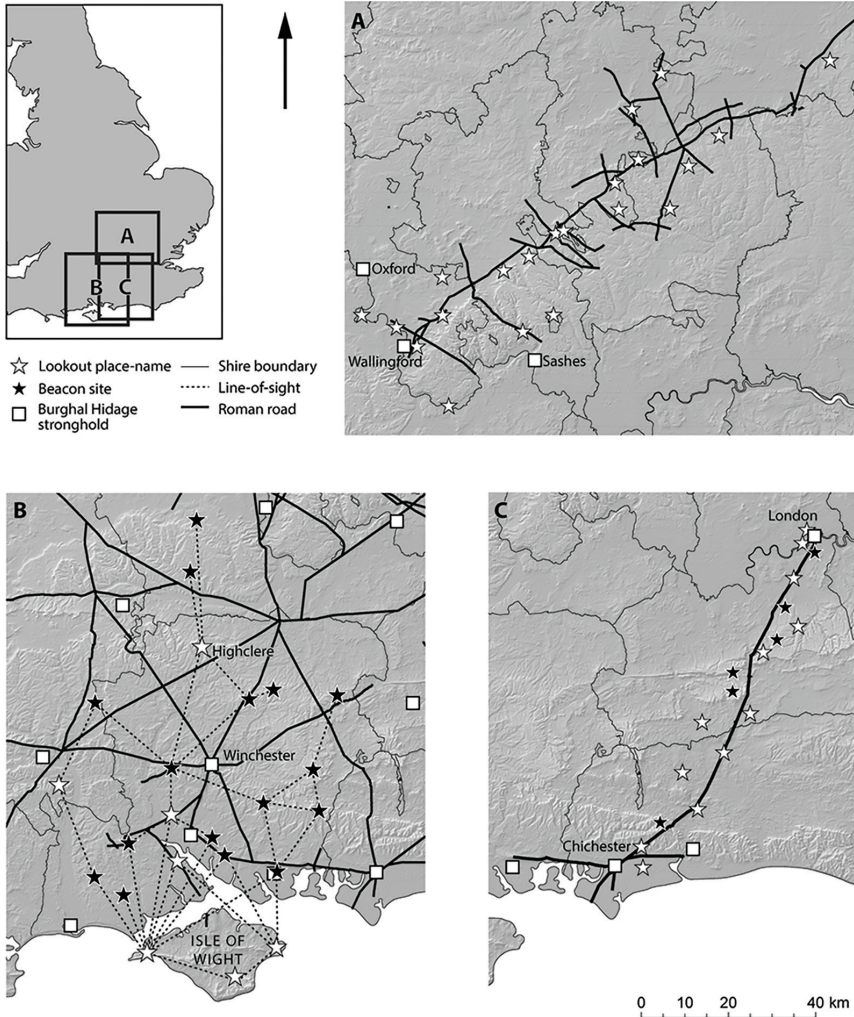 A
B
C
Lookout place-name
Beacon site
Burghal Hidage
stronghold
Shire boundary
Line-of-sight
Roman road
A
Oxford
Wallingford
Sashes
B
Highclere
Winchester
ISLE OF
WIGHT
C
London
Chichester
0 10 20 40 km